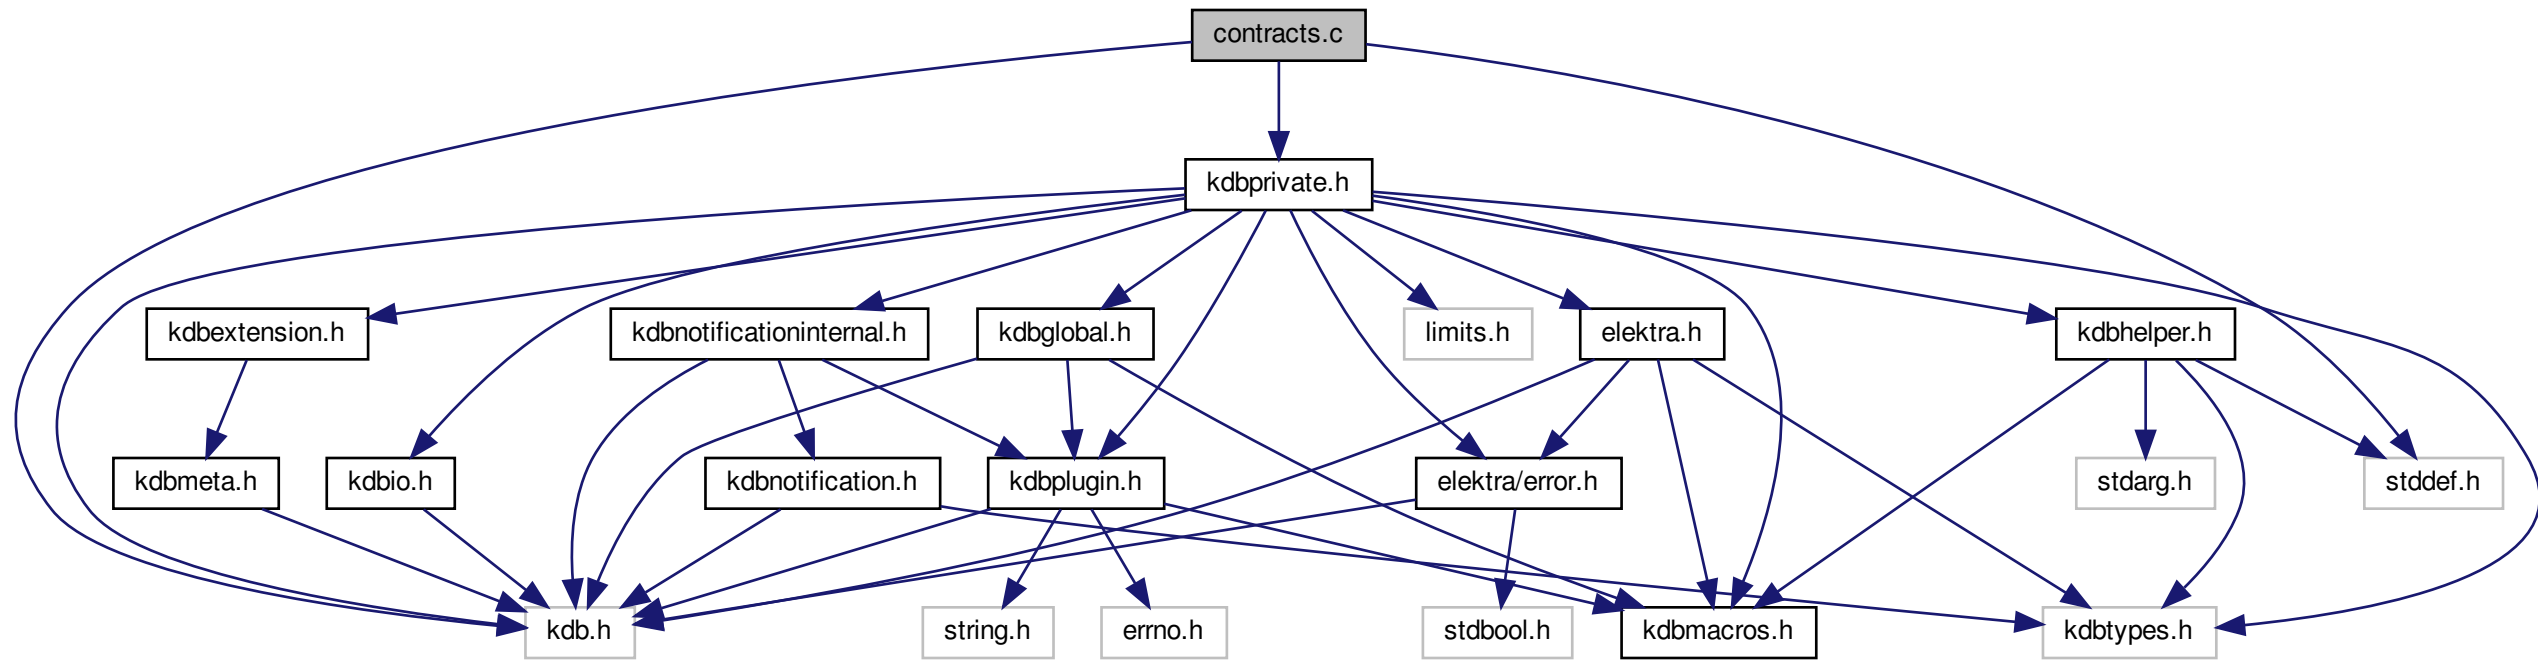 contracts.c
kdbprivate.h
kdbextension.h
kdbnotificationinternal.h
kdbglobal.h
limits.h
elektra.h
kdbhelper.h
kdbmeta.h
kdbio.h
kdbnotification.h
kdbplugin.h
elektra/error.h
stdarg.h
stddef.h
kdb.h
string.h
errno.h
stdbool.h
kdbmacros.h
kdbtypes.h